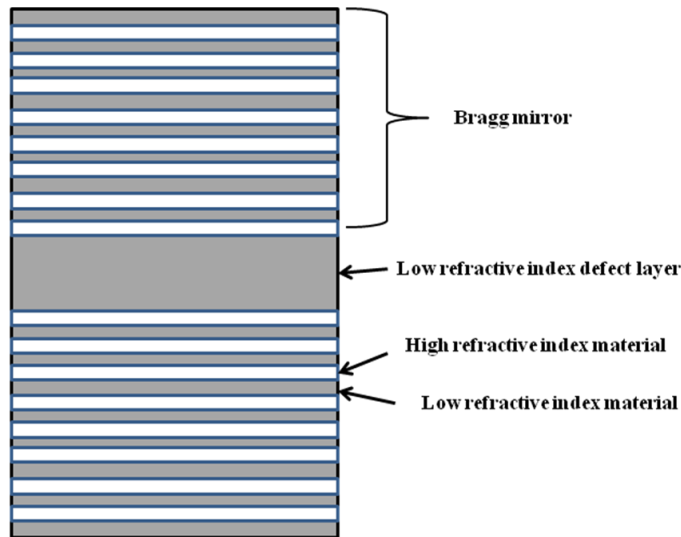 Bragg mirror
Low refractive index defect layer
High refractive index material
Low refractive index material